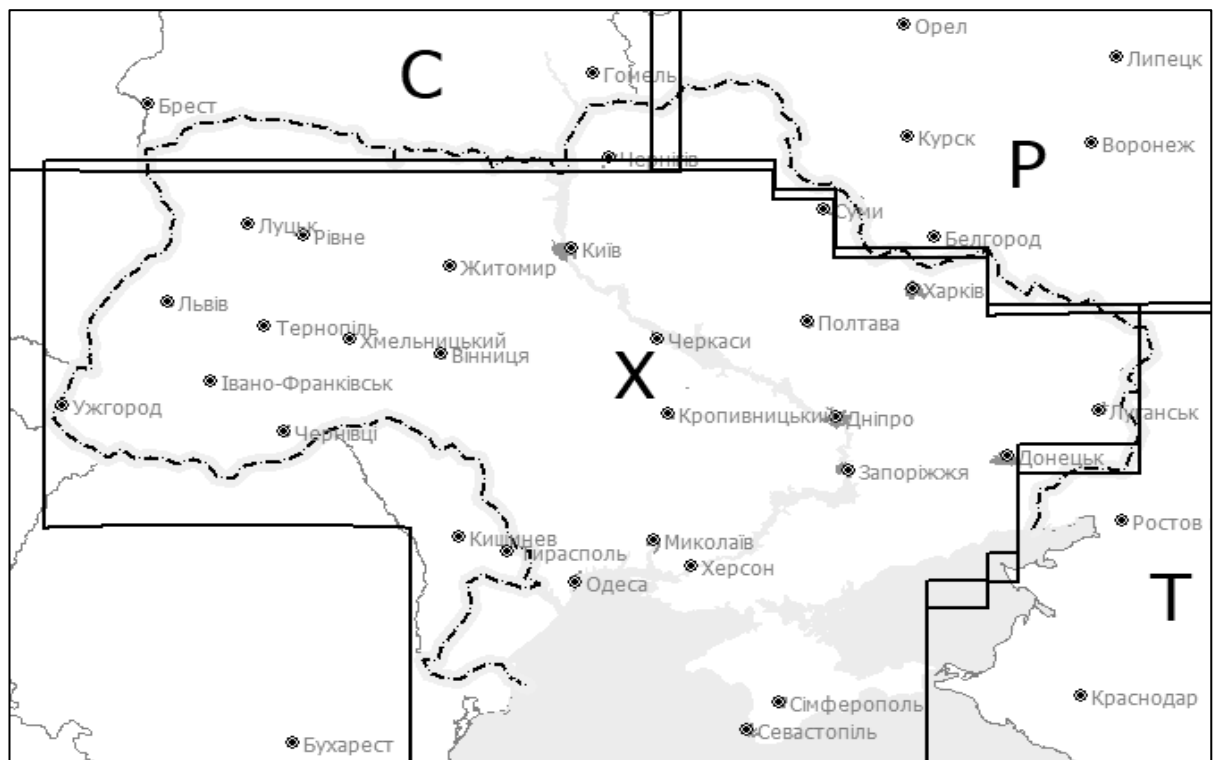 Орел
Липецк
С
Гомель
Брест
Курск
Воронеж
Р
Чернігів
Суми
Луцьк
Рівне
Белгород
Київ
Житомир
Харків
Львів
Тернопіль
Полтава
Хмельницький
Черкаси
Вінниця
Х
Івано-Франківськ
Ужгород
Кропивницький
Дніпро
Луганськ
Чернівці
Донецьк
Запоріжжя
Ростов
Кишинев
Тирасполь
Миколаїв
Херсон
Одеса
Т
Краснодар
Сімферополь
Севастопіль
Бухарест